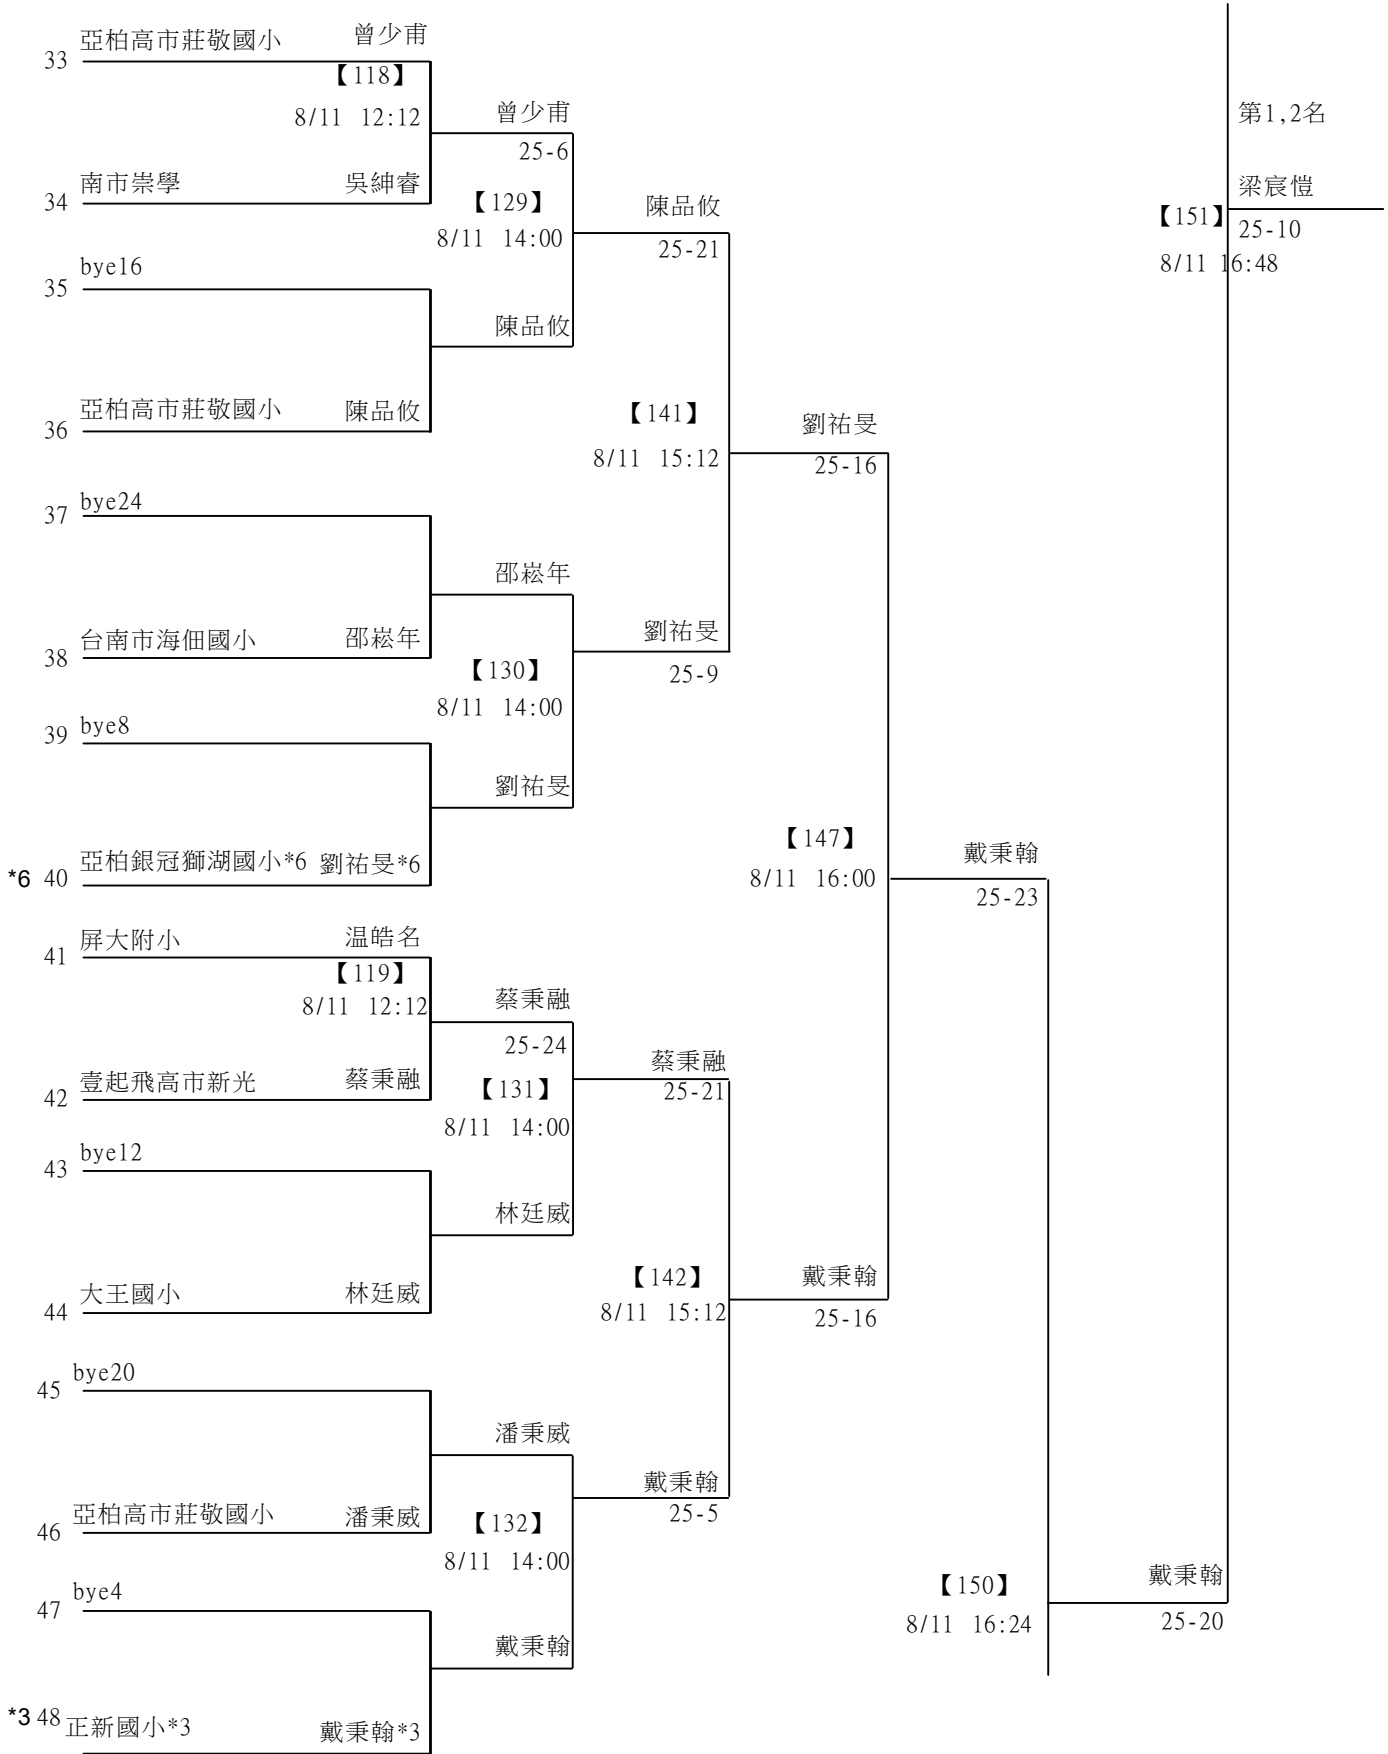 亞柏高市莊敬國小 曾少甫
33
【118】
8/11 12:12
曾少甫
25-6
第1,2名
南市崇學 吳紳睿
34
【129】
8/11 14:00
陳品攸
25-21
梁宸愷
【151】
25-10
8/11 16:48
bye16
35
陳品攸
亞柏高市莊敬國小 陳品攸
36
【141】
8/11 15:12
劉祐旻
25-16
bye24
37
邵崧年
台南市海佃國小 邵崧年
38
劉祐旻
25-9
【130】
8/11 14:00
bye8
39
劉祐旻
【147】
8/11 16:00
戴秉翰
25-23
*6 40 亞柏銀冠獅湖國小*6 劉祐旻*6
屏大附小 温皓名
41
【119】
8/11 12:12
蔡秉融
25-24
壹起飛高市新光 蔡秉融
42
【131】
8/11 14:00
蔡秉融
25-21
bye12
43
林廷威
大王國小 林廷威
44
【142】
8/11 15:12
戴秉翰
25-16
bye20
45
潘秉威
亞柏高市莊敬國小 潘秉威
46
【132】
8/11 14:00
戴秉翰
25-5
bye4
47
戴秉翰
【150】
8/11 16:24
戴秉翰
25-20
*3 48 正新國小*3 戴秉翰*3